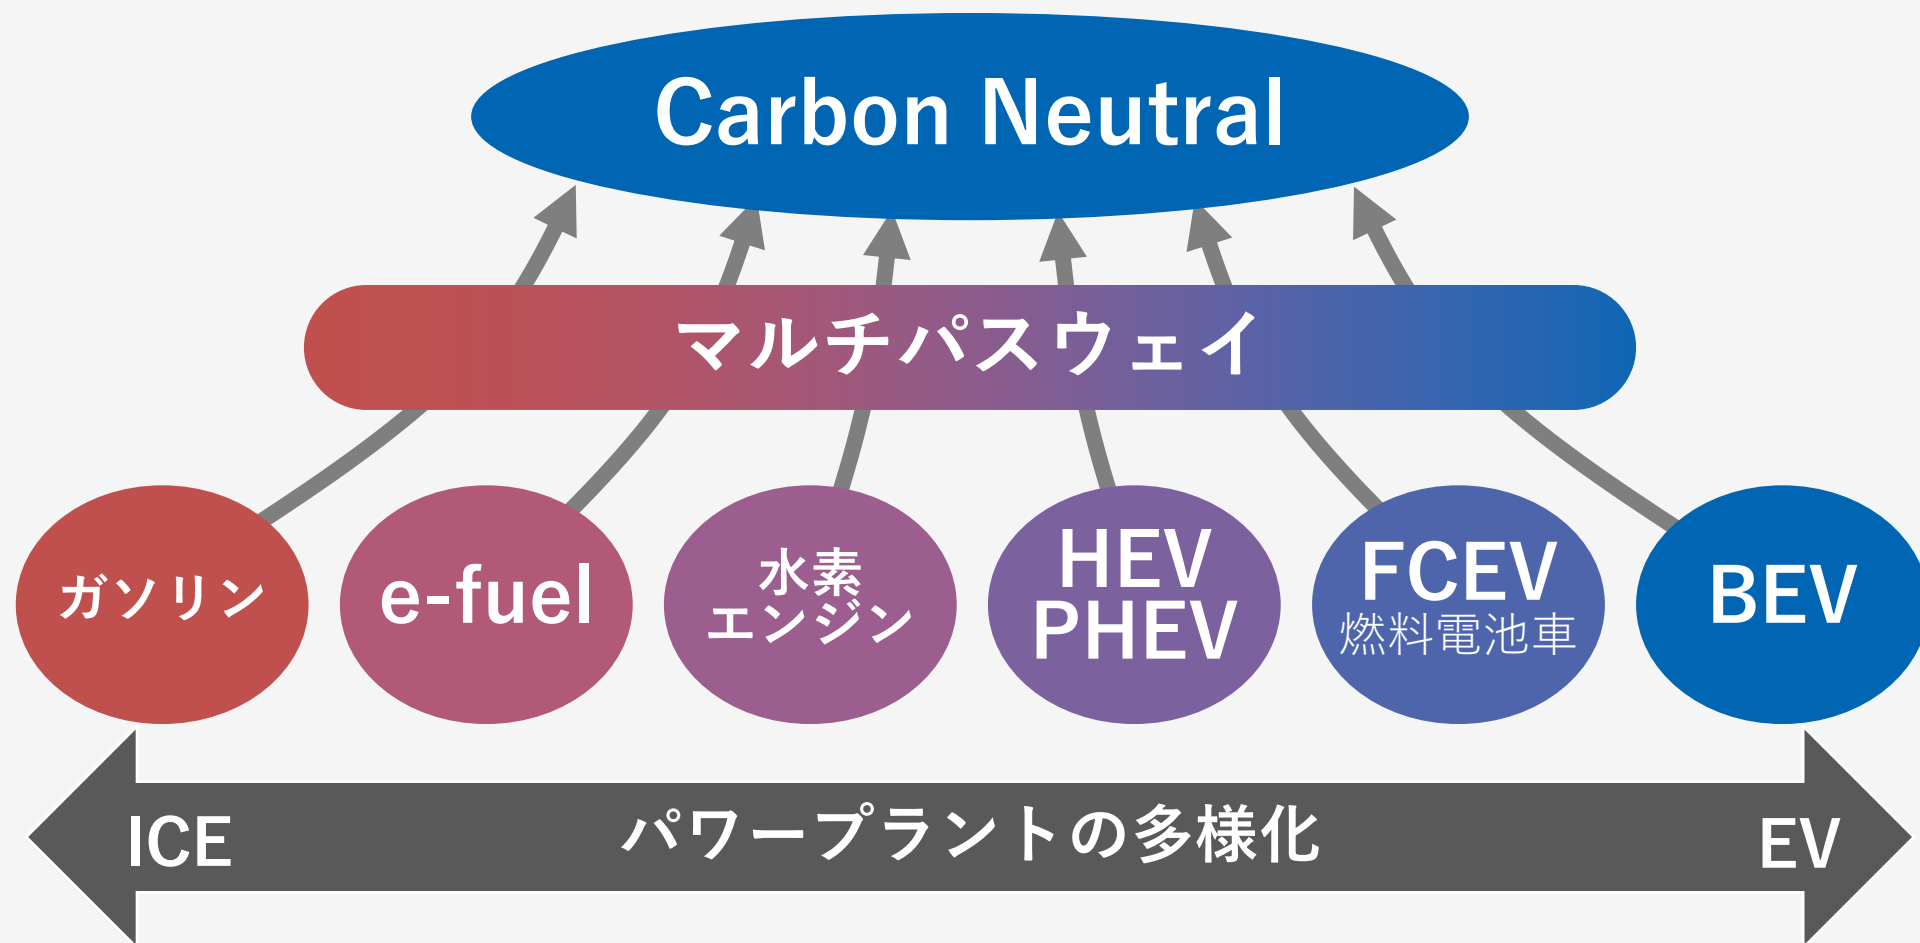 Carbon Neutral
マルチパスウェイ
ガソリン
e-fuel
水素
エンジン
HEV
PHEV
FCEV
燃料電池車
BEV
ICE
パワープラントの多様化
EV